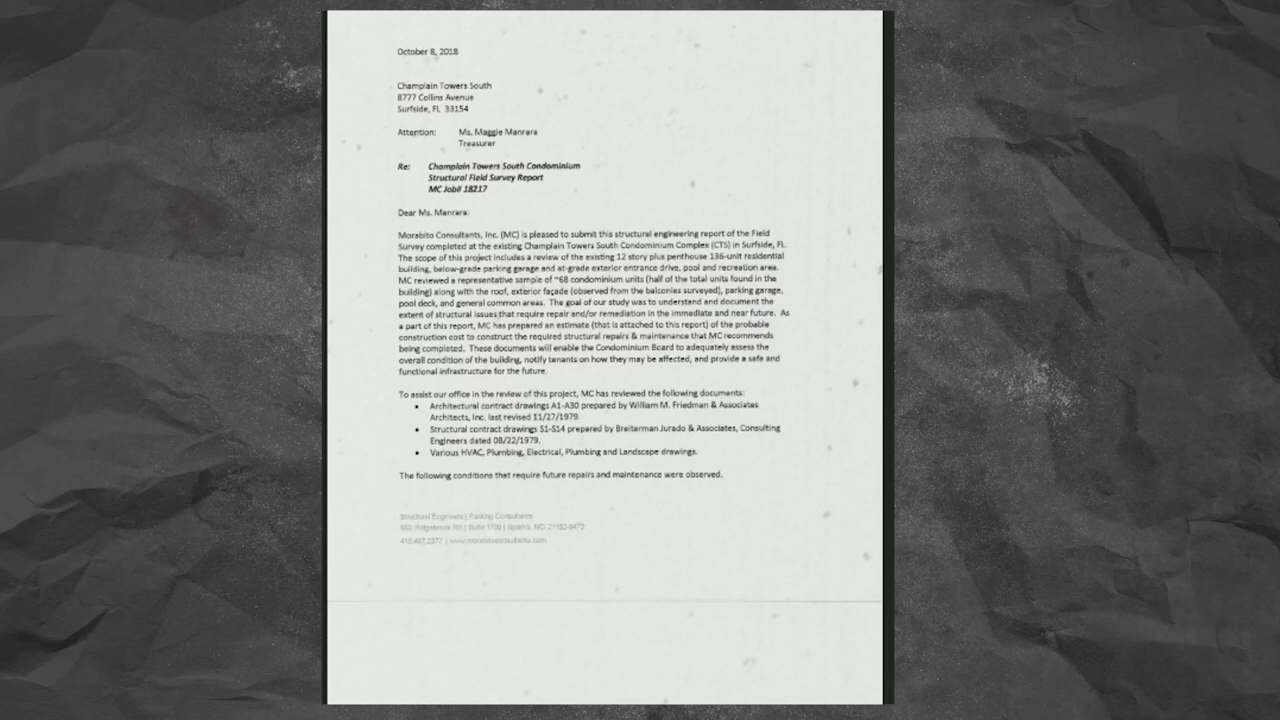 October 8, 2018
Champlain Towers South
8777 Collins Avenue
Surfside, FL 33154
Attention: Ms. Maggie Manrara
Treasurer
Re: Champlain Towers South Condominium
Structural Field Survey Report
MC Job# 18217
Dear Ms. Manrara:
Morabito Consultants, Inc. (MC) is pleased to submit this structural engineering report of the Field
Survey completed at the existing Champlain Towers South Condominium Complex (CTS) in Surfside, FL.
The scope of this project includes a review of the existing 12 story plus penthouse 136-unit residential
building, below-grade parking garage and at-grade exterior entrance drive, pool and recreation area.
MC reviewed a representative sample of ~68 condominium units (half of the total units found in the
building) along with the roof, exterior façade (observed from the balconies surveyed), parking garage,
pool deck, and general common areas. The goal of our study was to understand and document the
extent of structural issues that require repair and/or remediation in the immediate and near future. As
a part of this report, MC has prepared an estimate (that is attached to this report) of the probable
construction cost to construct the required structural repairs & maintenance that MC recommends
being completed. These documents will enable the Condominium Board to adequately assess the
overall condition of the building, notify tenants on how they may be affected, and provide a safe and
functional infrastructure for the future.
To assist our office in the review of this project, MC has reviewed the following documents:
• Architectural contract drawings A1-A30 prepared by William M. Friedman & Associates
Architects, Inc. last revised 11/27/1979.
• Structural contract drawings S1-S14 prepared by Breiterman Jurado & Associates, Consulting
Engineers dated 08/22/1979.
• Various HVAC, Plumbing, Electrical, Plumbing and Landscape drawings.
The following conditions that require future repairs and maintenance were observed.
Structural Engineers | Parking Consultants
952 Ridgebrook Rd | Suite 1700 | Sparks, MD 21152-9472
410.467.2377 | www.morabitoconsultants.com